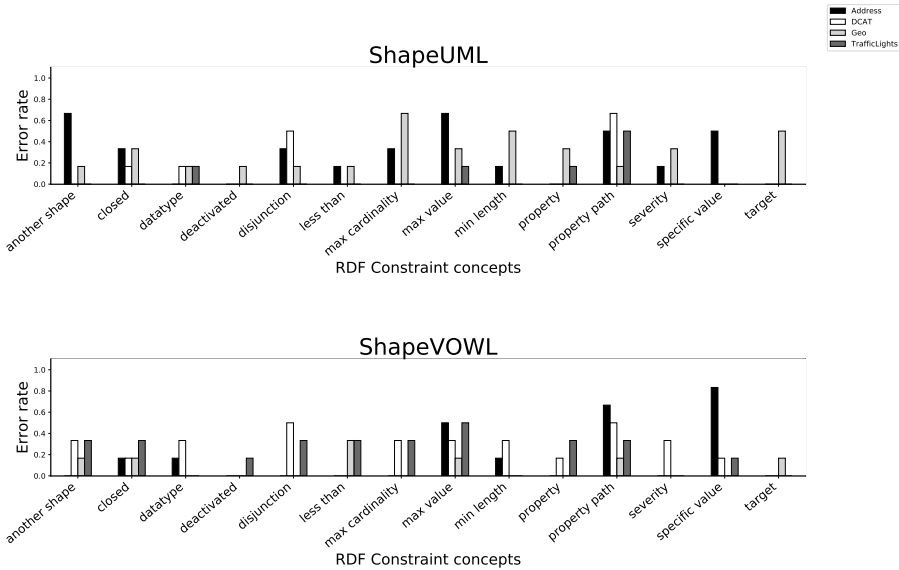 Address
DCAT
Geo
TrafficLights
ShapeUML
Error rate
1.0
0.8
0.6
0.4
0.2
0.0
another shape
closed
datatype
deactivated
disjunction
less than
max cardinality
max value
min length
property
property path
severity
specific value
target
RDF Constraint concepts
ShapeVOWL
Error rate
1.0
0.8
0.6
0.4
0.2
0.0
another shape
closed
datatype
deactivated
disjunction
less than
max cardinality
max value
min length
property
property path
severity
specific value
target
RDF Constraint concepts